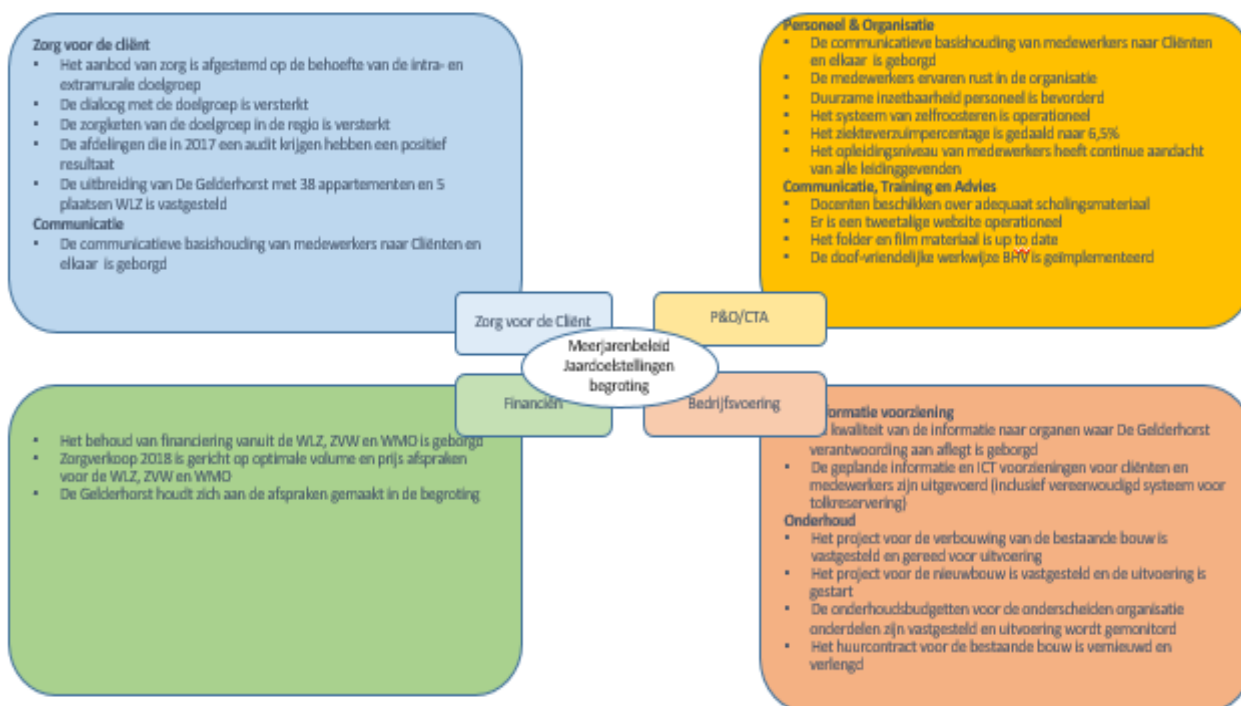 Zorg voor de cliënt
▪ Het aanbod van zorg is afgestemd op de behoefte van de intra- en
extramurale doelgroep
▪ De dialoog met de doelgroep is versterkt
▪ De zorgketen van de doelgroep in de regio is versterkt
▪ De afdelingen die in 2017 een audit krijgen hebben een positief
resultaat
▪ De uitbreiding van De Gelderhorst met 38 appartementen en 5
plaatsen WLZ is vastgesteld
Communicatie
▪ De communicatieve basishouding van medewerkers naar Cliënten en
elkaar is geborgd
Personeel & Organisatie
▪ De communicatieve basishouding van medewerkers naar Cliënten
en elkaar is geborgd
▪ De medewerkers ervaren rust in de organisatie
▪ Duurzame inzetbaarheid personeel is bevorderd
▪ Het systeem van zelfroosteren is operationeel
▪ Het ziekteverzuimpercentage is gedaald naar 6,5%
▪ Het opleidingsniveau van medewerkers heeft continue aandacht
van alle leidinggevenden
Communicatie, Training en Advies
▪ Docenten beschikken over adequaat scholingsmateriaal
▪ Er is een tweetalige website operationeel
▪ Het folder en film materiaal is up to date
▪ De doof-vriendelijke werkwijze BHV is geïmplementeerd
Zorg voor de Cliënt
P&O/CTA
Meerjarenbeleid
Jaardoelstellingen
begroting
Financiën
Bedrijfsvoering
▪ Het behoud van financiering vanuit de WLZ, ZVW en WMO is geborgd
▪ Zorgverkoop 2018 is gericht op optimale volume en prijs afspraken
voor de WLZ, ZVW en WMO
▪ De Gelderhorst houdt zich aan de afspraken gemaakt in de begroting
formatie voorziening
kwaliteit van de informatie naar organen waar De Gelderhorst
verantwoording aan aflegt is geborgd
▪ De geplande informatie en ICT voorzieningen voor cliënten en
medewerkers zijn uitgevoerd (inclusief vereenvoudigd systeem voor
tolkreservering)
Onderhoud
▪ Het project voor de verbouwing van de bestaande bouw is
vastgesteld en gereed voor uitvoering
▪ Het project voor de nieuwbouw is vastgesteld en de uitvoering is
gestart
▪ De onderhoudsbudgetten voor de onderscheiden organisatie
onderdelen zijn vastgesteld en uitvoering wordt gemonitord
▪ Het huurcontract voor de bestaande bouw is vernieuwd en
verlengd